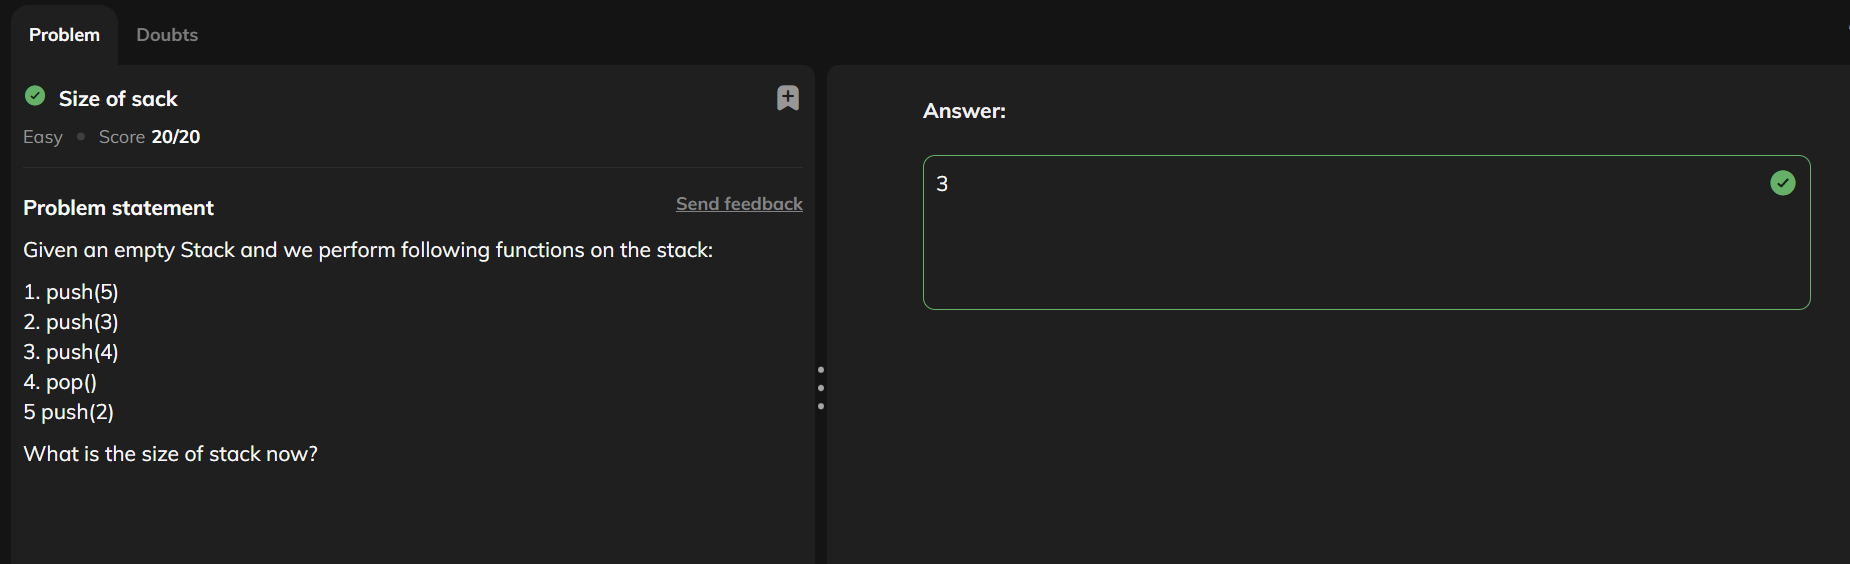 Problem
Doubts
Size of sack
Easy • Score 20/20
Problem statement
Send feedback
Given an empty Stack and we perform following functions on the stack:
1. push(5)
2. push(3)
3. push(4)
4. pop()
5 push(2)
What is the size of stack now?
Answer:
3